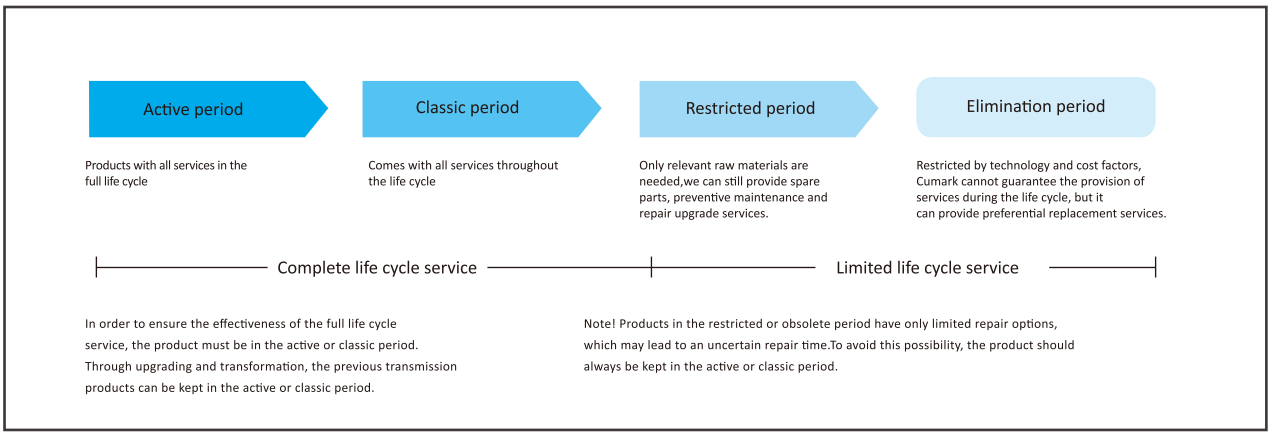 Active period
Classic period
Restricted period
Elimination period
Products with all services in the
full life cycle
Comes with all services throughout
the life cycle
Only relevant raw materials are
needed,we can still provide spare
parts, preventive maintenance and
repair upgrade services.
Restricted by technology and cost factors,
Cumark cannot guarantee the provision of
services during the life cycle, but it
can provide preferential replacement services.
Complete life cycle service
Limited life cycle service
In order to ensure the effectiveness of the full life cycle
service, the product must be in the active or classic period.
Through upgrading and transformation, the previous transmission
products can be kept in the active or classic period.
Note! Products in the restricted or obsolete period have only limited repair options,
which may lead to an uncertain repair time.To avoid this possibility, the product should
always be kept in the active or classic period.